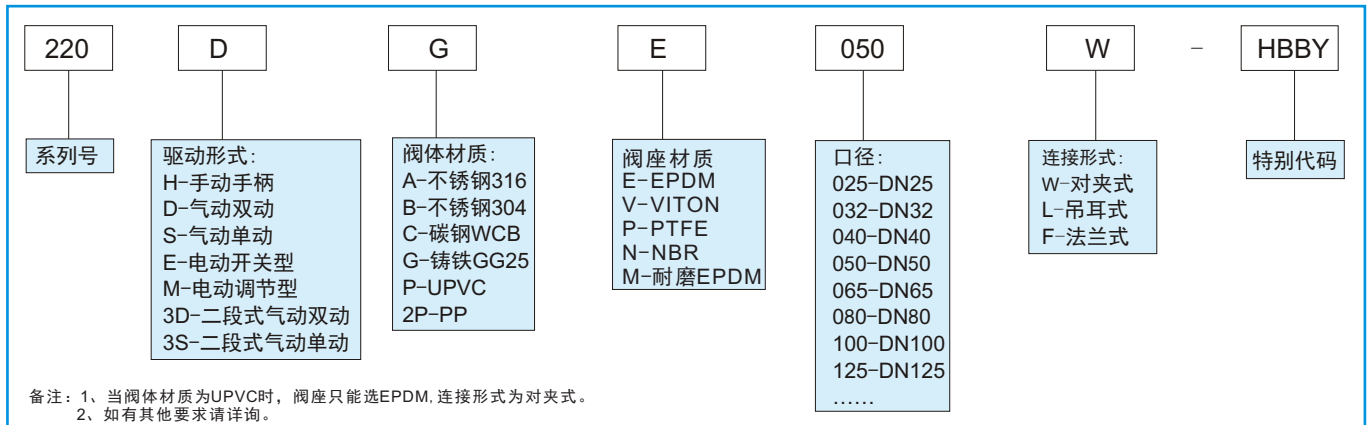 220 D G E 050 W - HBBY
系列号
驱动形式:
H-手动手柄
D-气动双动
S-气动单动
E-电动开关型
M-电动调节型
3D-二段式气动双动
3S-二段式气动单动
阀体材质:
A-不锈钢316
B-不锈钢304
C-碳钢WCB
G-铸铁GG25
P-UPVC
2P-PP
阀座材质
E-EPDM
V-VITON
P-PTFE
N-NBR
M-耐磨EPDM
口径:
025-DN25
032-DN32
040-DN40
050-DN50
065-DN65
080-DN80
100-DN100
125-DN125
……
连接形式:
W-对夹式
L-吊耳式
F-法兰式
特别代码
备注：1、当阀体材质为UPVC时，阀座只能选EPDM,连接形式为对夹式。
2、如有其他要求请详询。